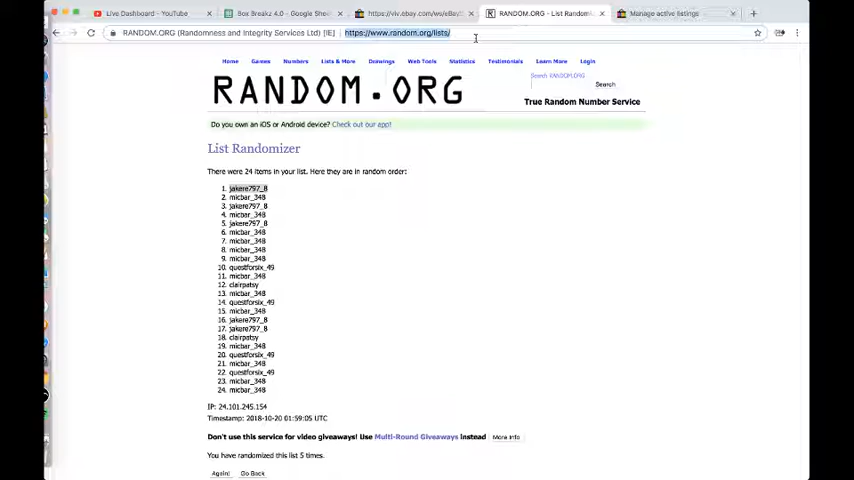 Live Dashboard - YouTube
Box Breakz 4.0 - Google Shee
https://viv.ebay.com/ws/eBayI
RANDOM.ORG - List Randomi
Manage active listings
RANDOM.ORG (Randomness and Integrity Services Ltd) [IE] | https://www.random.org/lists/
Home Games Numbers Lists & More Drawings Web Tools Statistics Testimonials Learn More Login
RANDOM.ORG
Search RANDOM.ORG
Search
True Random Number Service
Do you own an iOS or Android device? Check out our app!
List Randomizer
There were 24 items in your list. Here they are in random order:
1. jakere797_8
2. micbar_348
3. jakere797_8
4. micbar_348
5. jakere797_8
6. micbar_348
7. micbar_348
8. micbar_348
9. micbar_348
10. questforsix_49
11. micbar_348
12. clairpatsy
13. micbar_348
14. questforsix_49
15. micbar_348
16. jakere797_8
17. jakere797_8
18. clairpatsy
19. micbar_348
20. questforsix_49
21. micbar_348
22. questforsix_49
23. micbar_348
24. micbar_348
IP: 24.101.245.154
Timestamp: 2018-10-20 01:59:05 UTC
Don't use this service for video giveaways! Use Multi-Round Giveaways instead More Info
You have randomized this list 5 times.
Again! Go Back